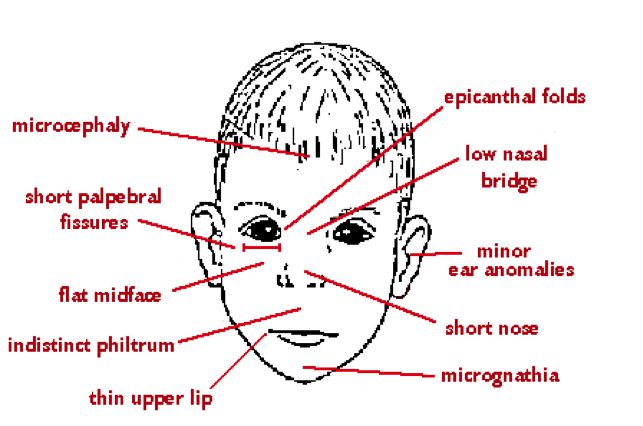 epicanthal folds
microcephaly
low nasal
bridge
short palpebral
fissures
minor
ear anomalies
flat midface
short nose
indistinct philtrum
micrognathia
thin upper lip